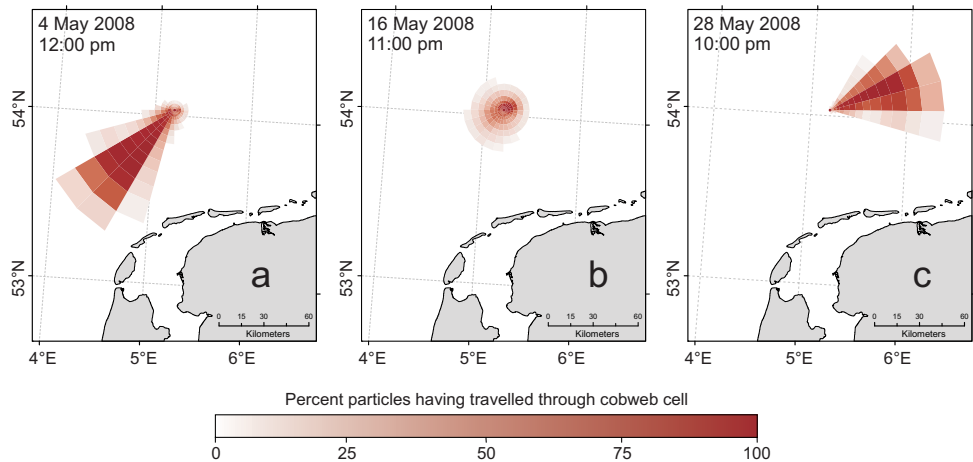 4 May 2008
12:00 pm
54°N
53°N
a
0 15 30 45 60
Kilometers
4°E 5°E 6°E
16 May 2008
11:00 pm
54°N
53°N
b
0 15 30 45 60
Kilometers
4°E 5°E 6°E
28 May 2008
10:00 pm
54°N
53°N
c
0 15 30 45 60
Kilometers
4°E 5°E 6°E
Percent particles having travelled through cobweb cell
0 25 50 75 100